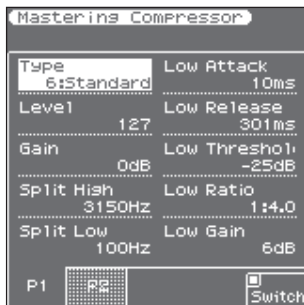 Mastering Compressor
Type
6:Standard
Level
127
Gain
0dB
Split High
3150Hz
Split Low
100Hz
Low Attack
10ms
Low Release
301ms
Low Threshol
-25dB
Low Ratio
1:4.0
Low Gain
6dB
P1
P2
Switch